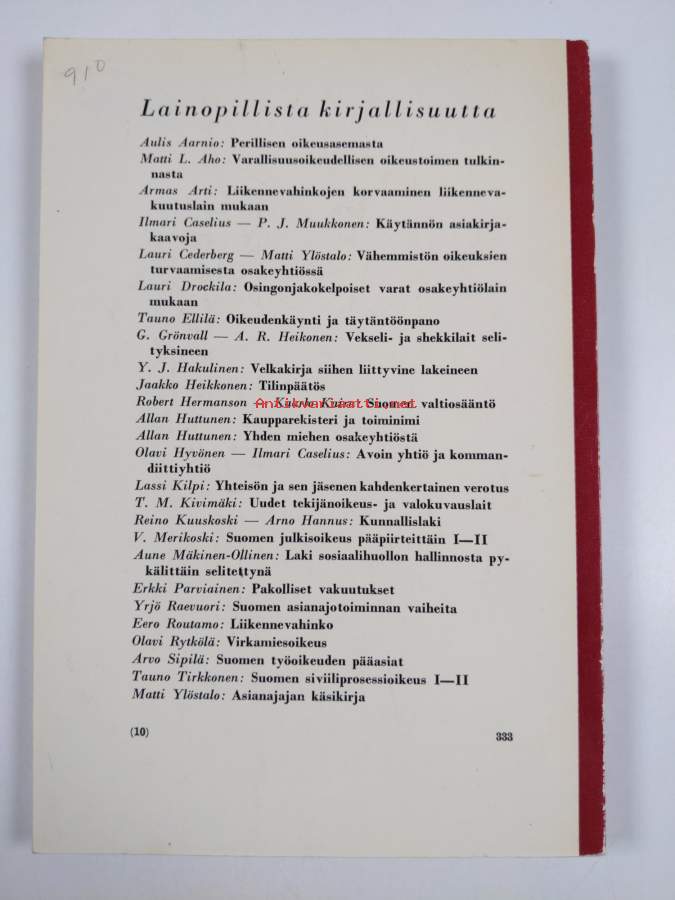 910
Lainopillista kirjallisuutta
Aulis Aarnio: Perillisen oikeusasemasta
Matti L. Aho: Varallisuusoikeudellisen oikeustoimen tulkin-
nasta
Armas Arti: Liikennevahinkojen korvaaminen liikenneva-
kuutuslain mukaan
Ilmari Caselius — P. J. Muukkonen: Käytännön asiakirja-
kaavoja
Lauri Cederberg — Matti Ylöstalo: Vähemmistön oikeuksien
turvaamisesta osakeyhtiössä
Lauri Drockila: Osingonjakokelpoiset varat osakeyhtiölain
mukaan
Tauno Ellilä: Oikeudenkäynti ja täytäntöönpano
G. Grönvall — A. R. Heikonen: Vekseli- ja shekkilait seli-
tyksineen
Y. J. Hakulinen: Velkakirja siihen liittyvine lakeineen
Jaakko Heikkonen: Tilinpäätös
Robert Hermanson — Kaarlo Kaira: Suomen valtiosääntö
Antikvariaatti.net
Allan Huttunen: Kaupparekisteri ja toiminimi
Allan Huttunen: Yhden miehen osakeyhtiöstä
Olavi Hyvönen — Ilmari Caselius: Avoin yhtiö ja komman-
diittiyhtiö
Lassi Kilpi: Yhteisön ja sen jäsenen kahdenkertainen verotus
T. M. Kivimäki: Uudet tekijänoikeus- ja valokuvauslait
Reino Kuuskoski — Arno Hannus: Kunnallislaki
V. Merikoski: Suomen julkisoikeus pääpiirteittäin I—II
Aune Mäkinen-Ollinen: Laki sosiaalihuollon hallinnosta py-
kälittäin selitettynä
Erkki Parviainen: Pakolliset vakuutukset
Yrjö Raevuori: Suomen asianajotoiminnan vaiheita
Eero Routamo: Liikennevahinko
Olavi Rytkölä: Virkamiesoikeus
Arvo Sipilä: Suomen työoikeuden pääasiat
Tauno Tirkkonen: Suomen siviiliprosessioikeus I—II
Matti Ylöstalo: Asianajajan käsikirja
(10)
333